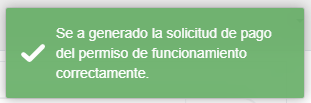 Se a generado la solicitud de pago
del permiso de funcionamiento
correctamente.